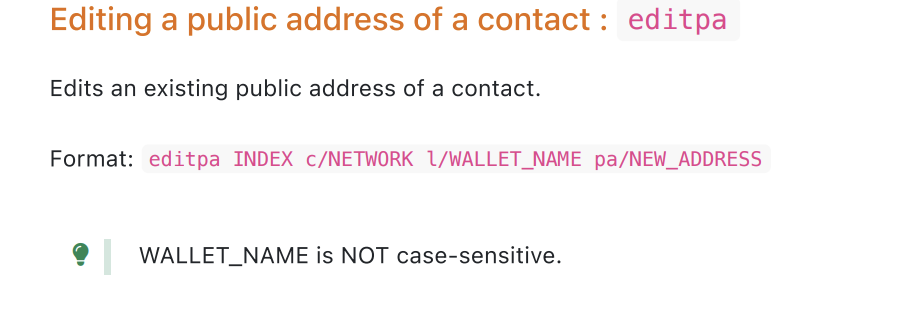 Editing a public address of a contact : editpa
Edits an existing public address of a contact.
Format: editpa INDEX c/NETWORK l/WALLET_NAME pa/NEW_ADDRESS
WALLET_NAME is NOT case-sensitive.